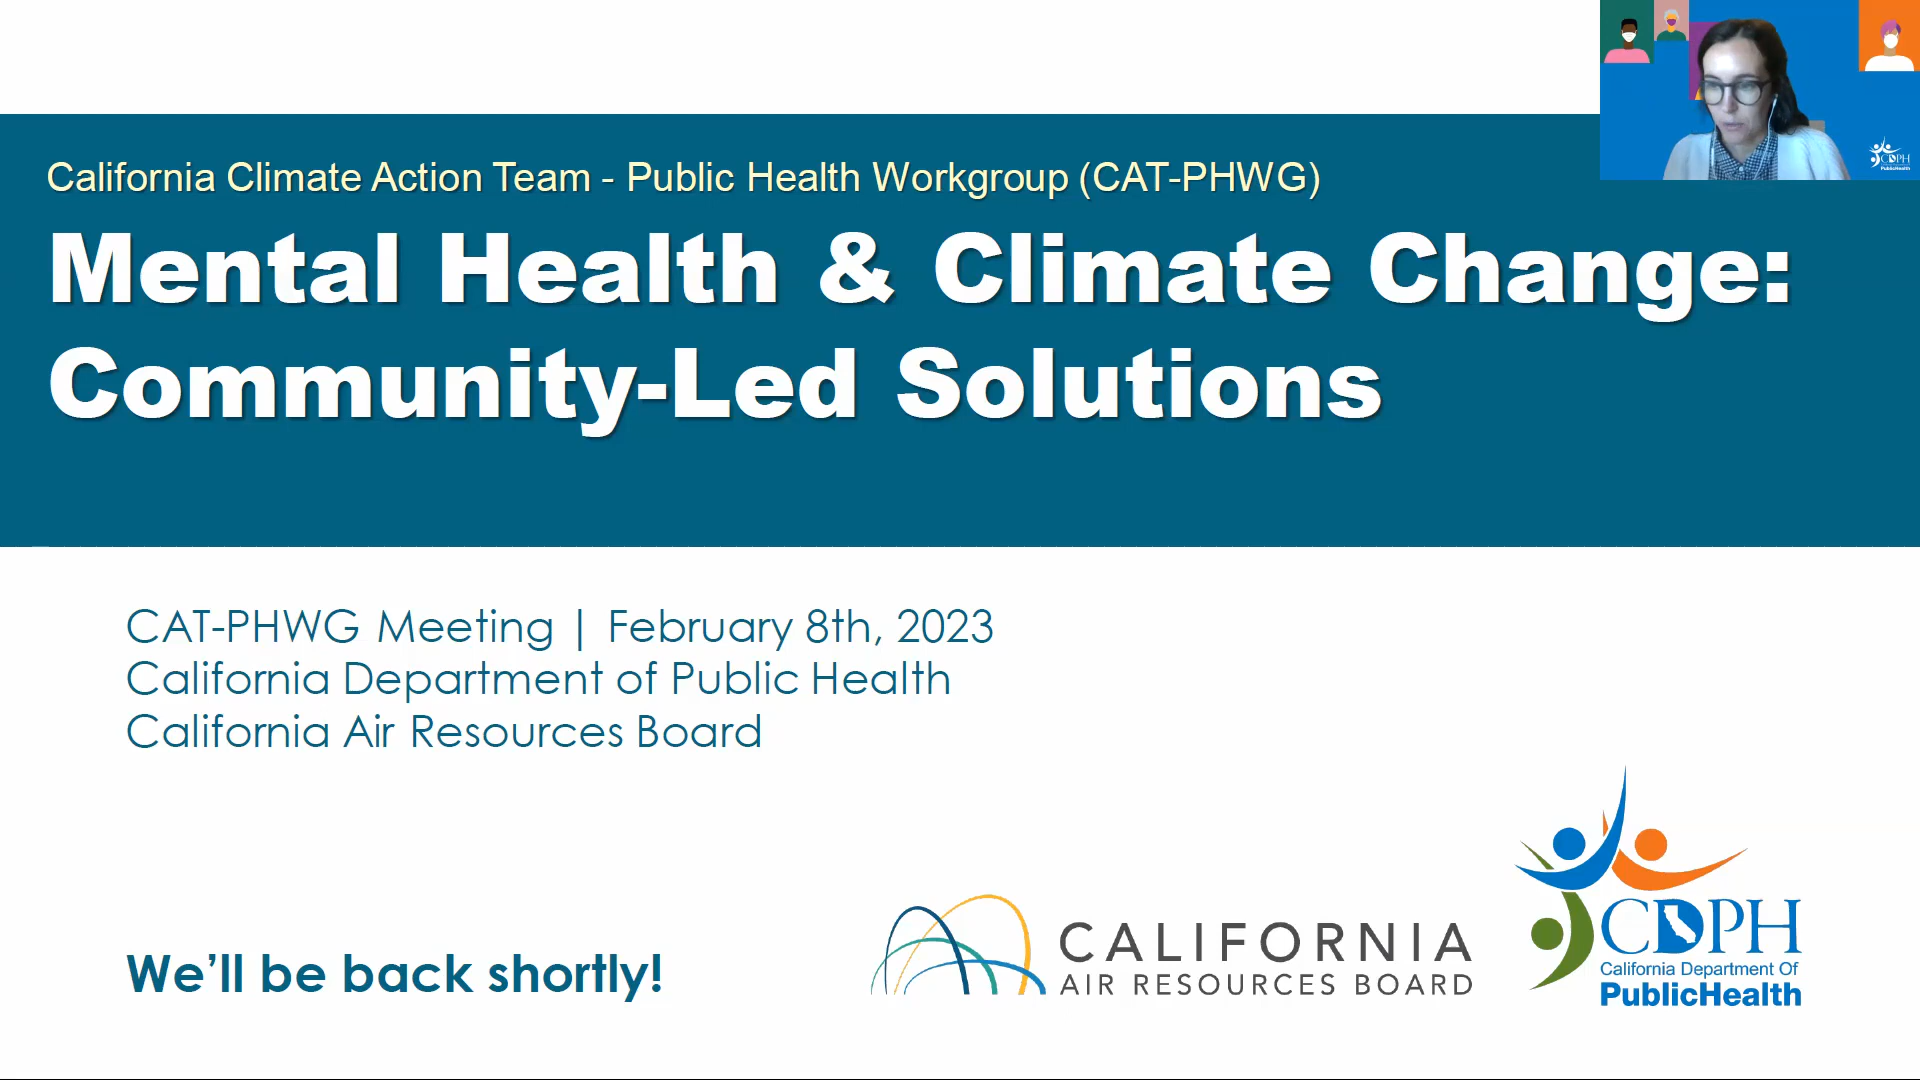 California Climate Action Team - Public Health Workgroup (CAT-PHWG)
Mental Health & Climate Change:
Community-Led Solutions
CAT-PHWG Meeting | February 8th, 2023
California Department of Public Health
California Air Resources Board
We’ll be back shortly!
CALIFORNIA
AIR RESOURCES BOARD
CDPH
California Department Of
PublicHealth
CDPH
PublicHealth